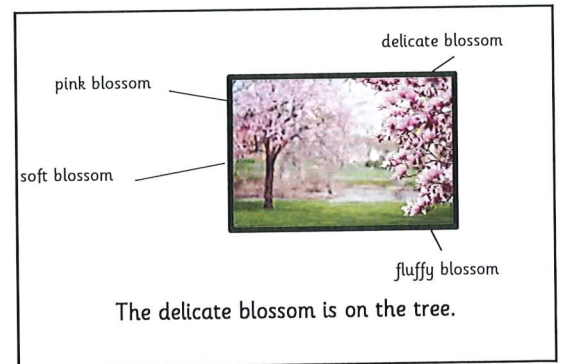 delicate blossom
pink blossom
soft blossom
fluffy blossom
The delicate blossom is on the tree.